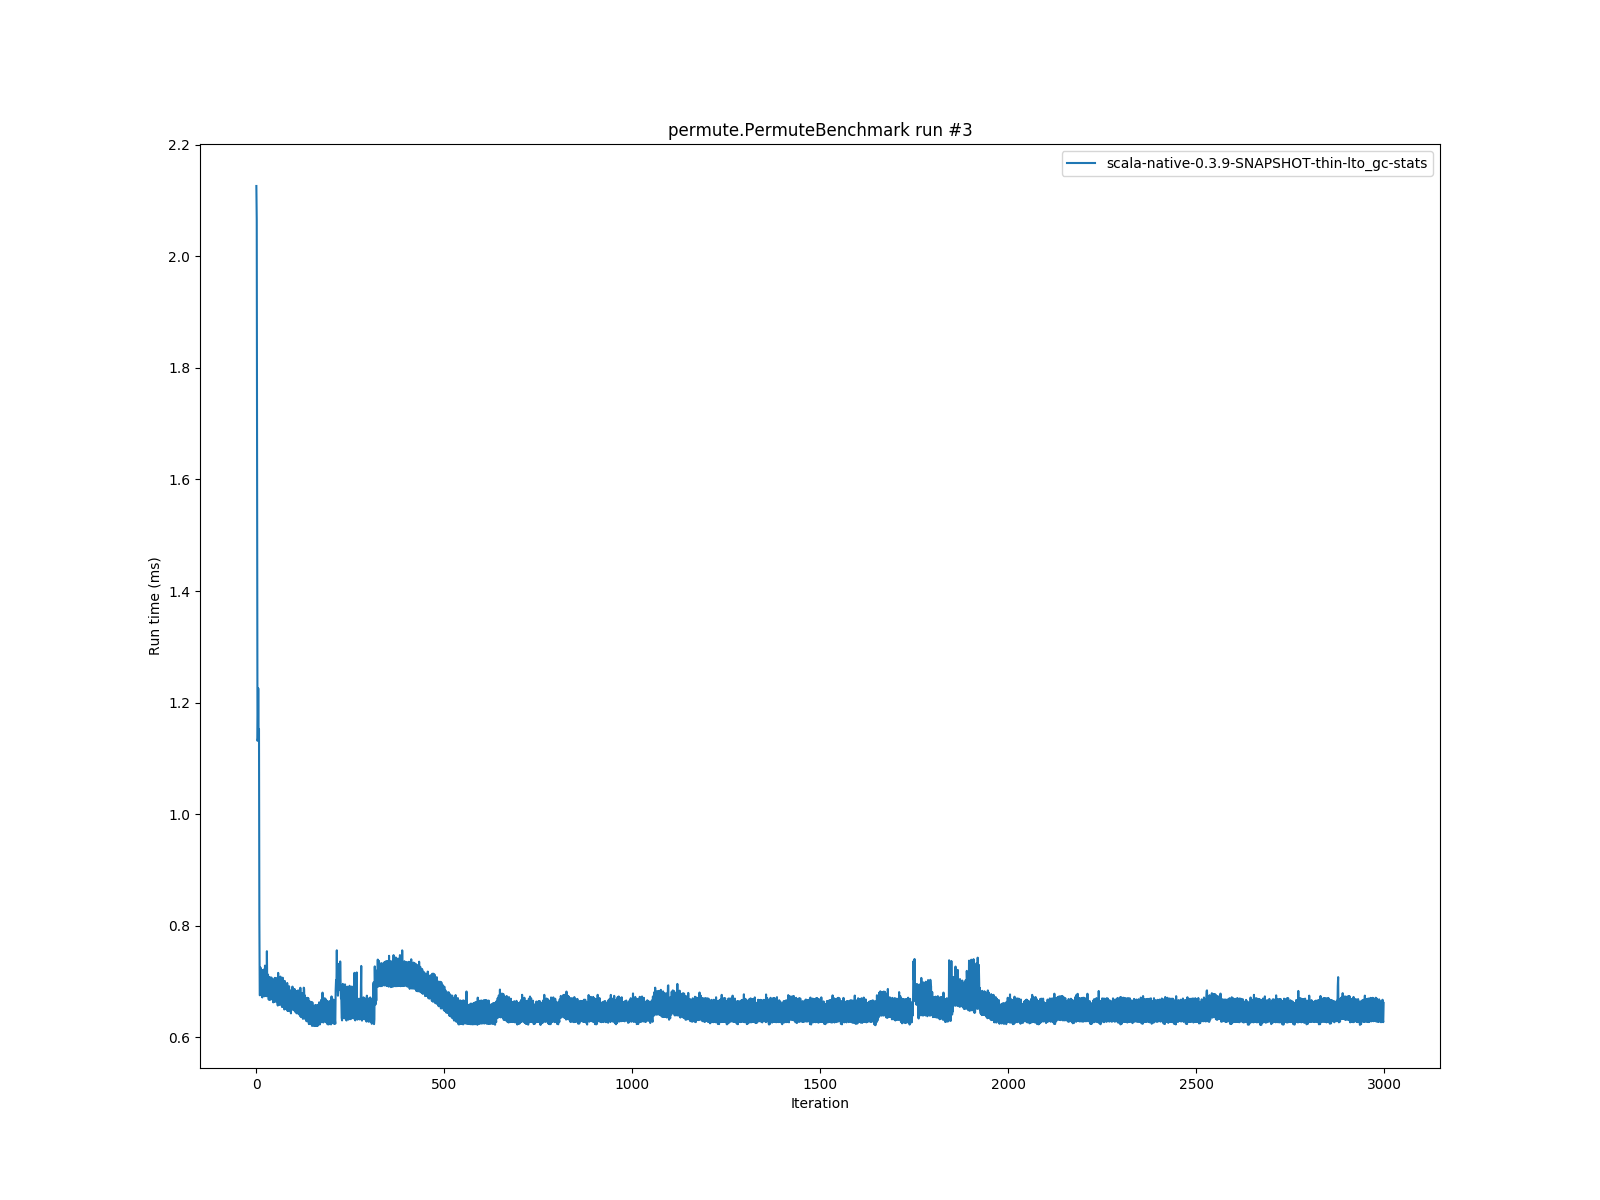 permute.PermuteBenchmark run #3
scala-native-0.3.9-SNAPSHOT-thin-lto_gc-stats
2.2
2.0
1.8
1.6
1.4
1.2
1.0
0.8
0.6
Run time (ms)
0 500 1000 1500 2000 2500 3000
Iteration